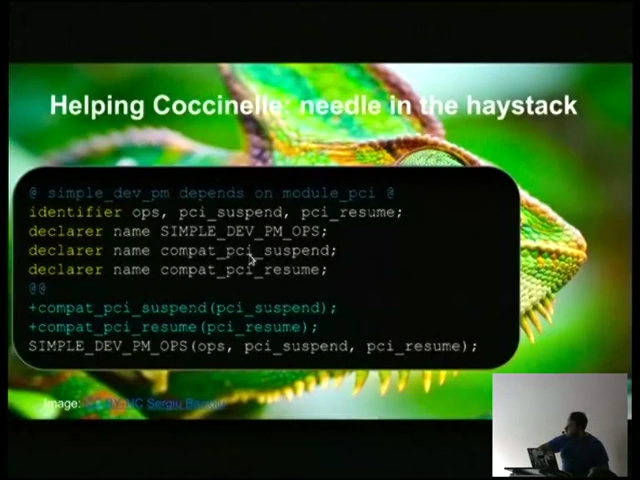 Helping Coccinelle: needle in the haystack
@ simple_dev_pm depends on module_pci @
identifier ops, pci_suspend, pci_resume;
declarer name SIMPLE_DEV_PM_OPS;
declarer name compat_pci_suspend;
declarer name compat_pci_resume;
@@
+compat_pci_suspend(pci_suspend);
+compat_pci_resume(pci_resume);
SIMPLE_DEV_PM_OPS(ops, pci_suspend, pci_resume);
Image: Sergiu